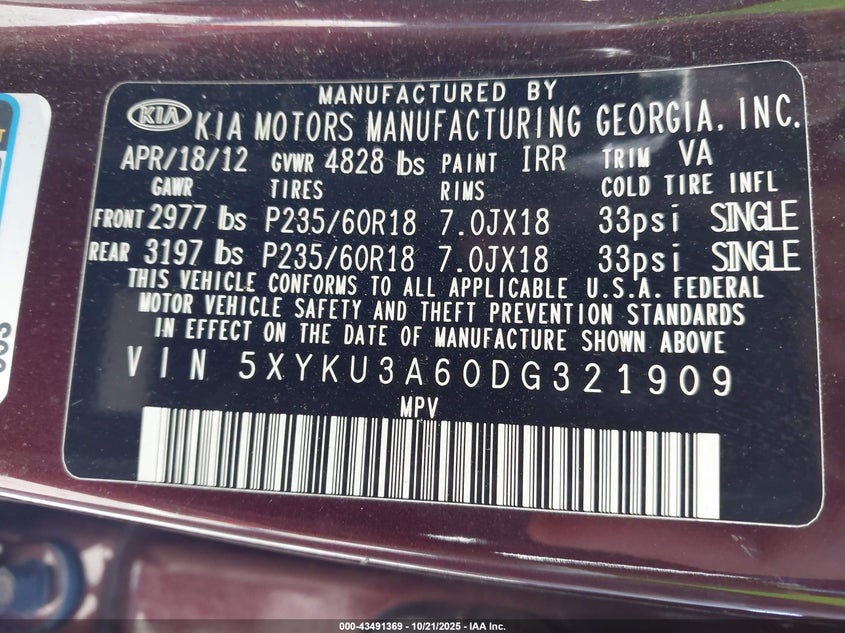 MANUFACTURED BY
KIA KIA MOTORS MANUFACTURING GEORGIA, INC.
APR/18/12 GVWR 4828 lbs PAINT IRR TRIM VA
GAWR TIRES RIMS COLD TIRE INFL
FRONT 2977 lbs P235/60R18 7.0JX18 33psi SINGLE
REAR 3197 lbs P235/60R18 7.0JX18 33psi SINGLE
THIS VEHICLE CONFORMS TO ALL APPLICABLE U.S.A. FEDERAL
MOTOR VEHICLE SAFETY AND THEFT PREVENTION STANDARDS
IN EFFECT ON THE DATE OF MANUFACTURE SHOWN ABOVE
VIN 5XYKU3A60DG321909
MPV
000-43491369 - 10/21/2025 - IAA Inc.